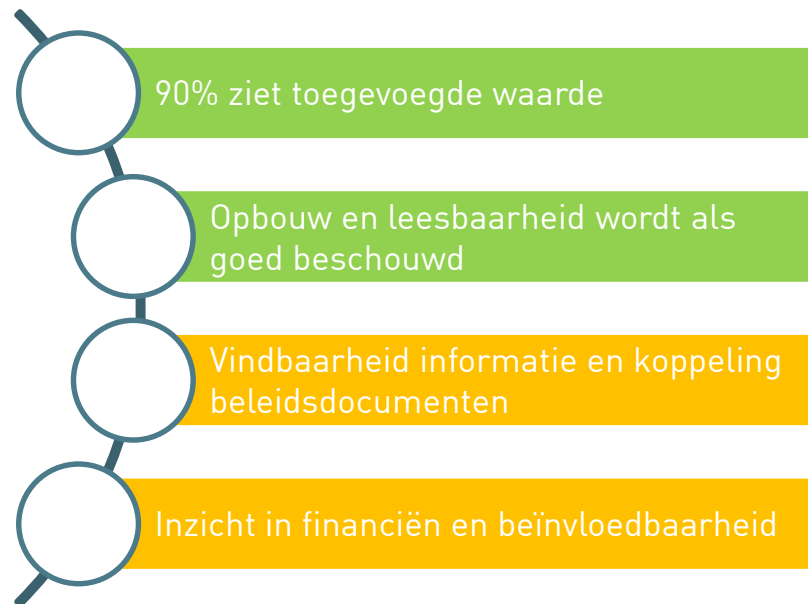 90% ziet toegevoegde waarde
Opbouw en leesbaarheid wordt als
goed beschouwd
Vindbaarheid informatie en koppeling
beleidsdocumenten
Inzicht in financiën en beïnvloedbaarheid